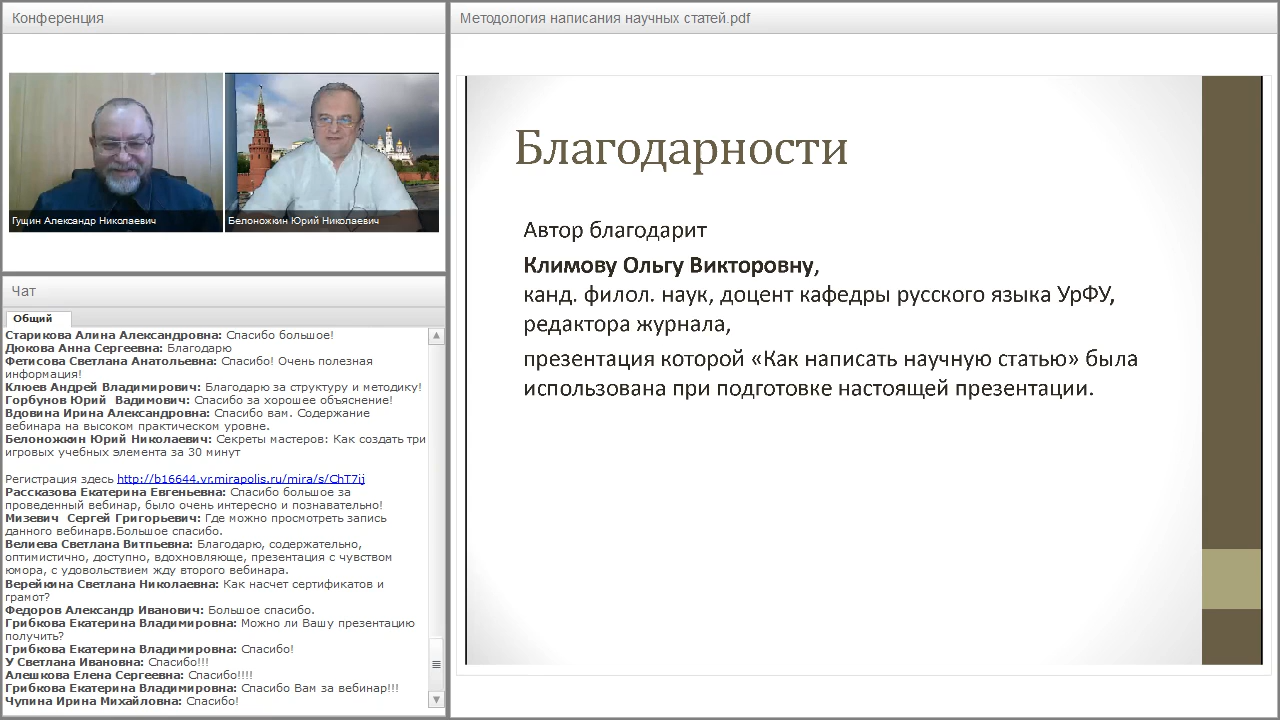 Конференция
Гущин Александр Николаевич
Белоножкин Юрий Николаевич
Чат
Общий
Старикова Алина Александровна: Спасибо большое!
Дюкова Анна Сергеевна: Благодарю
Фетисова Светлана Анатольевна: Спасибо! Очень полезная
информация!
Клюев Андрей Владимирович: Благодарю за структуру и методику!
Горбунов Юрий Вадимович: Спасибо за хорошее объяснение!
Вдовина Ирина Александровна: Спасибо вам. Содержание
вебинара на высоком практическом уровне.
Белоножкин Юрий Николаевич: Секреты мастеров: Как создать три
игровых учебных элемента за 30 минут
Регистрация здесь http://b16644.vr.mirapolis.ru/mira/s/ChT7ij
Рассказова Екатерина Евгеньевна: Спасибо большое за
проведенный вебинар, было очень интересно и познавательно!
Мизевич Сергей Григорьевич: Где можно просмотреть запись
данного вебинарв.Большое спасибо.
Велиева Светлана Витпьевна: Благодарю, содержательно,
оптимистично, доступно, вдохновляюще, презентация с чувством
юмора, с удовольствием жду второго вебинара.
Верейкина Светлана Николаевна: Как насчет сертификатов и
грамот?
Федоров Александр Иванович: Большое спасибо.
Грибкова Екатерина Владимировна: Можно ли Вашу презентацию
получить?
Грибкова Екатерина Владимировна: Спасибо!
У Светлана Ивановна: Спасибо!!!
Алешкова Елена Сергеевна: Спасибо!!!!
Грибкова Екатерина Владимировна: Спасибо Вам за вебинар!!!
Чупина Ирина Михайловна: Спасибо!
Методология написания научных статей.pdf
Благодарности
Автор благодарит
Климову Ольгу Викторовну,
канд. филол. наук, доцент кафедры русского языка УрФУ,
редактора журнала,
презентация которой «Как написать научную статью» была
использована при подготовке настоящей презентации.